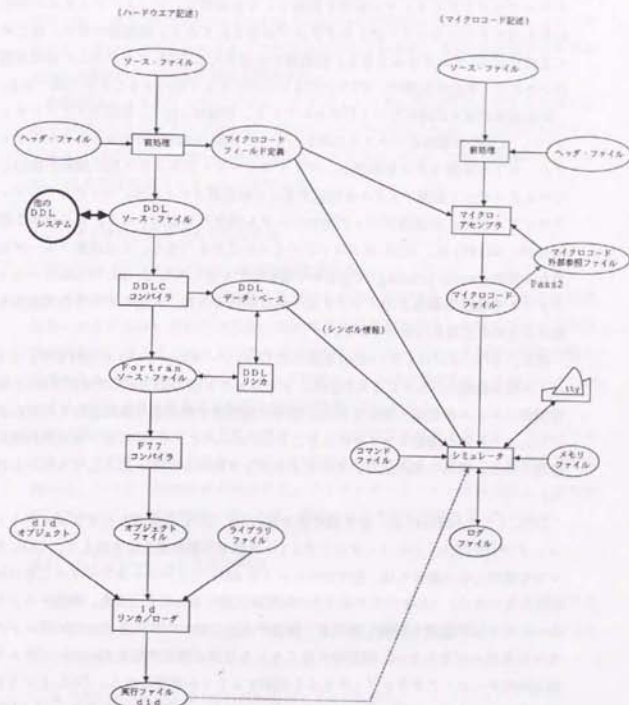 (ハードウエア記述)
(マイクロコード記述)
ソース・ファイル
ソース・ファイル
ヘッダ・ファイル
前処理
マイクロコード
フィールド定義
前処理
ヘッダ・ファイル
他の
DDL
システム
DDL
ソース・ファイル
マイクロ・
アセンブラ
マイクロコード
外部参照ファイル
Pass2
DDLC
コンパイラ
DDL
データ・ベース
マイクロコード
ファイル
(シンボル情報)
Fortran
ソース・ファイル
DDL
リンカ
tty
F77
コンパイラ
コマンド
ファイル
シミュレータ
メモリ
ファイル
did
オブジェクト
オブジェクト
ファイル
ライブラリ
ファイル
ログ
ファイル
ld
リンカ/ローダ
実行ファイル
did